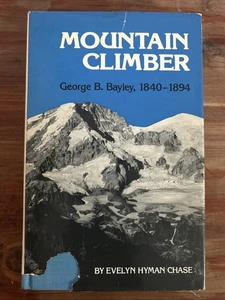 MOUNTAIN
CLIMBER
George B. Bayley, 1840–1894
BY EVELYN HYMAN CHASE